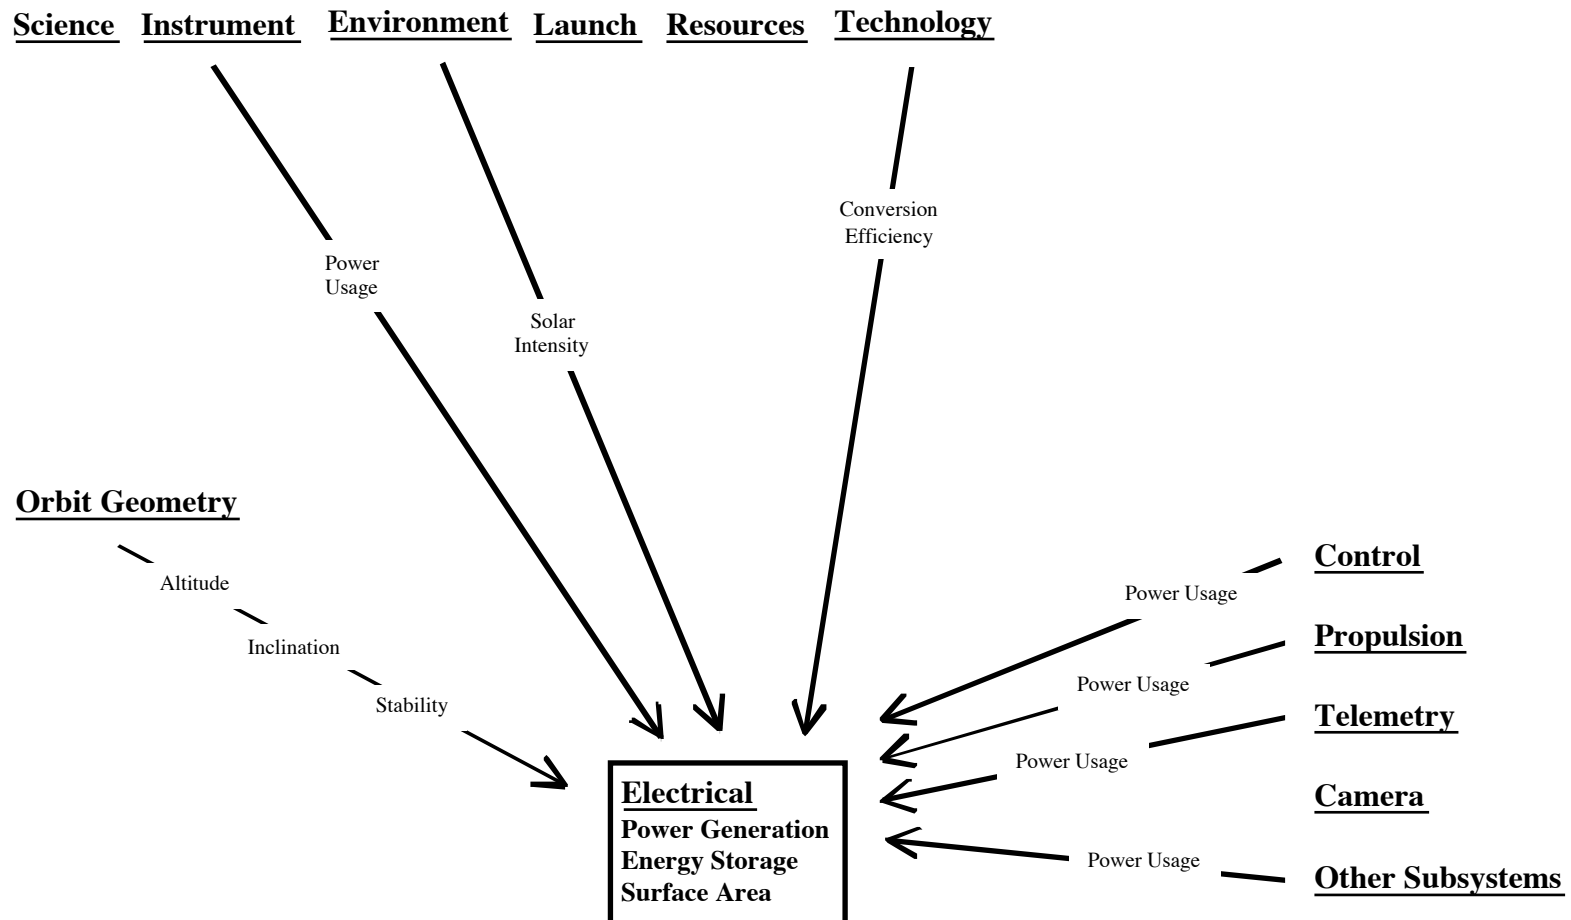 Science Instrument Environment Launch Resources Technology
Conversion
Efficiency
Power
Usage
Solar
Intensity
Orbit Geometry
Altitude
Inclination
Stability
Control
Power Usage
Propulsion
Power Usage
Telemetry
Power Usage
Camera
Power Usage
Other Subsystems
Electrical
Power Generation
Energy Storage
Surface Area